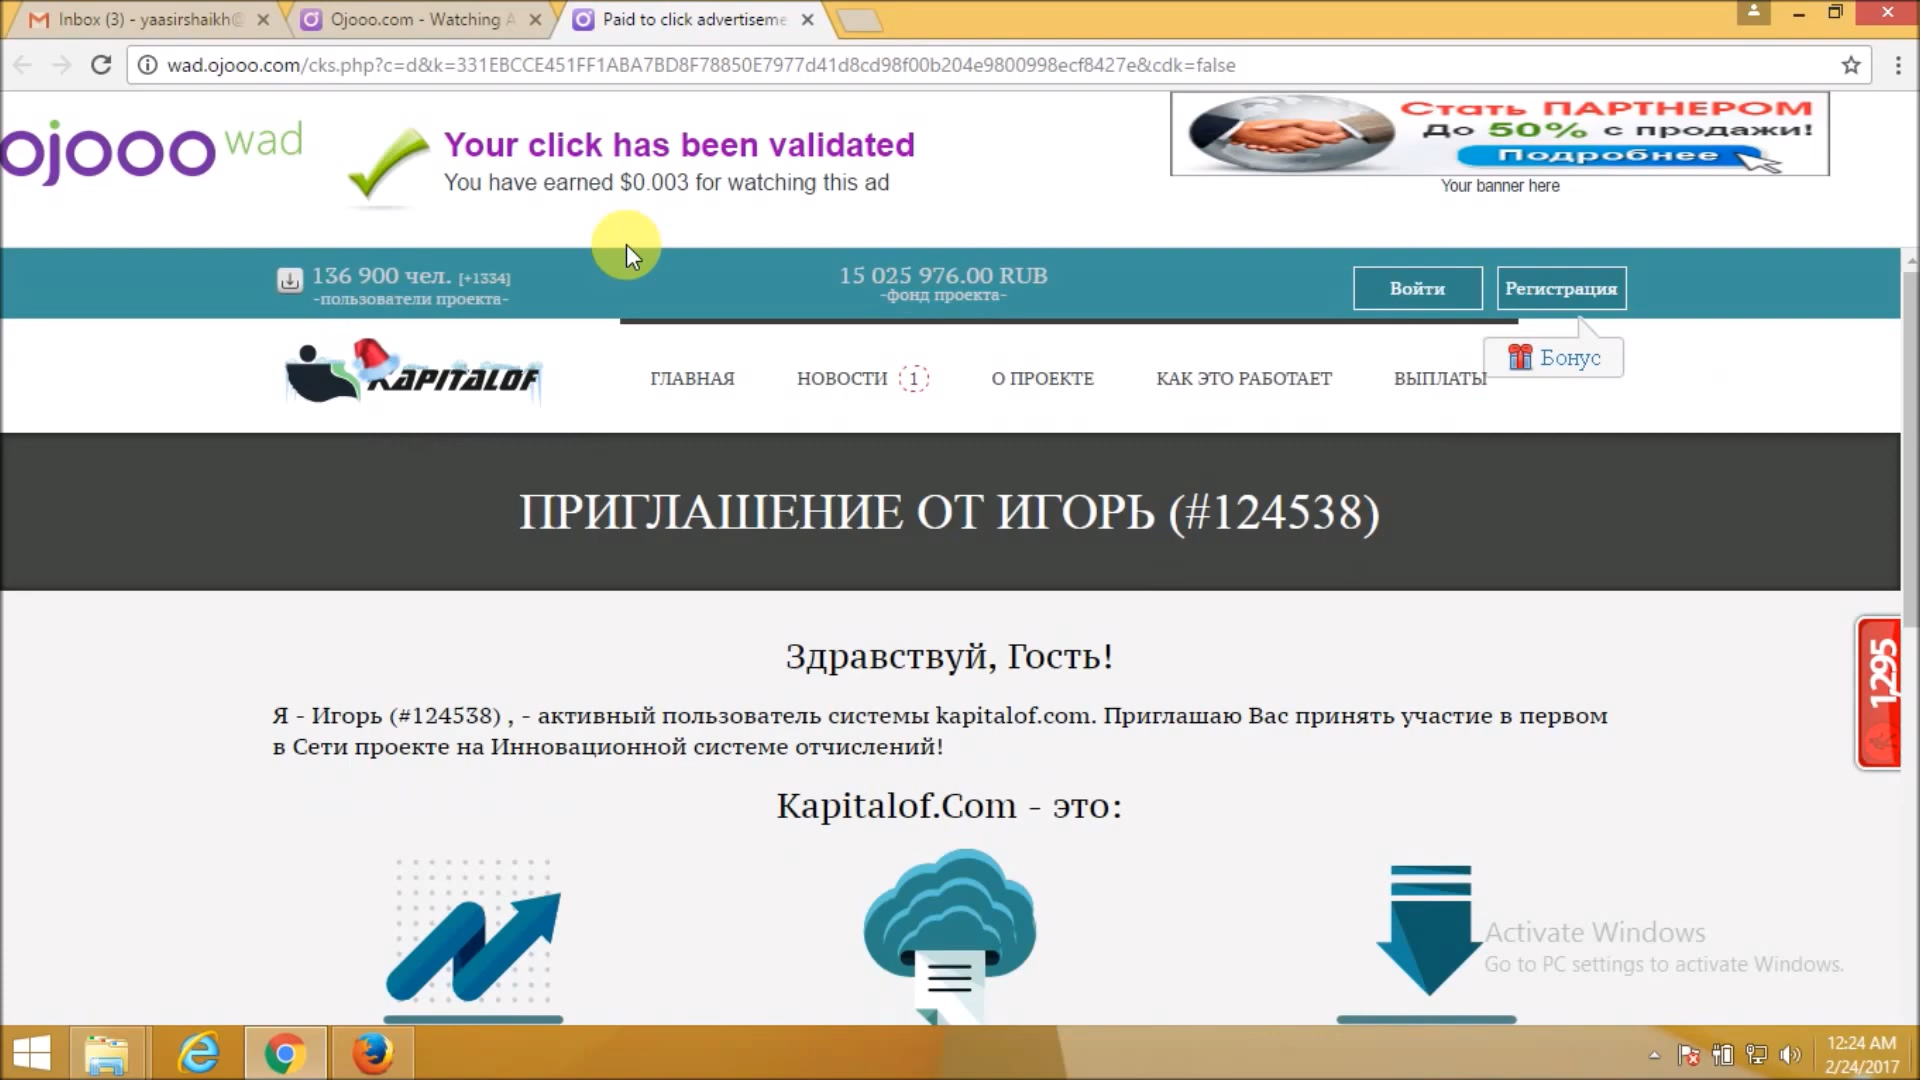 Inbox (3) - yaasirshaikh@
Ojooo.com - Watching A
Paid to click advertiseme
wad.ojooo.com/cks.php?c=d&k=331EBCCE451FF1ABA7BD8F78850E7977d41d8cd98f00b204e9800998ecf8427e&cdk=false
ojooo wad
Your click has been validated
You have earned $0.003 for watching this ad
Стать ПАРТНЕРОМ
До 50% с продажи!
Подробнее
Your banner here
136 900 чел. [+1334]
-пользователи проекта-
15 025 976.00 RUB
-фонд проекта-
Войти
Регистрация
Бонус
KAPITALOF
ГЛАВНАЯ
НОВОСТИ 1
О ПРОЕКТЕ
КАК ЭТО РАБОТАЕТ
ВЫПЛАТЫ
ПРИГЛАШЕНИЕ ОТ ИГОРЬ (#124538)
Здравствуй, Гость!
Я - Игорь (#124538) , - активный пользователь системы kapitalof.com. Приглашаю Вас принять участие в первом
в Сети проекте на Инновационной системе отчислений!
Kapitalof.Com - это:
1,295
Activate Windows
Go to PC settings to activate Windows.
12:24 AM
2/24/2017